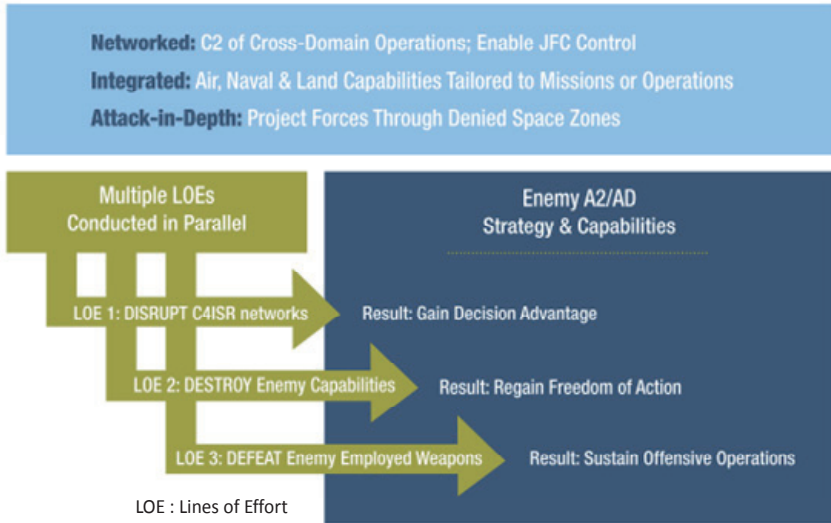 Networked: C2 of Cross-Domain Operations; Enable JFC Control
Integrated: Air, Naval & Land Capabilities Tailored to Missions or Operations
Attack-in-Depth: Project Forces Through Denied Space Zones
Multiple LOEs
Conducted in Parallel
Enemy A2/AD
Strategy & Capabilities
LOE 1: DISRUPT C4ISR networks
Result: Gain Decision Advantage
LOE 2: DESTROY Enemy Capabilities
Result: Regain Freedom of Action
LOE 3: DEFEAT Enemy Employed Weapons
Result: Sustain Offensive Operations
LOE : Lines of Effort